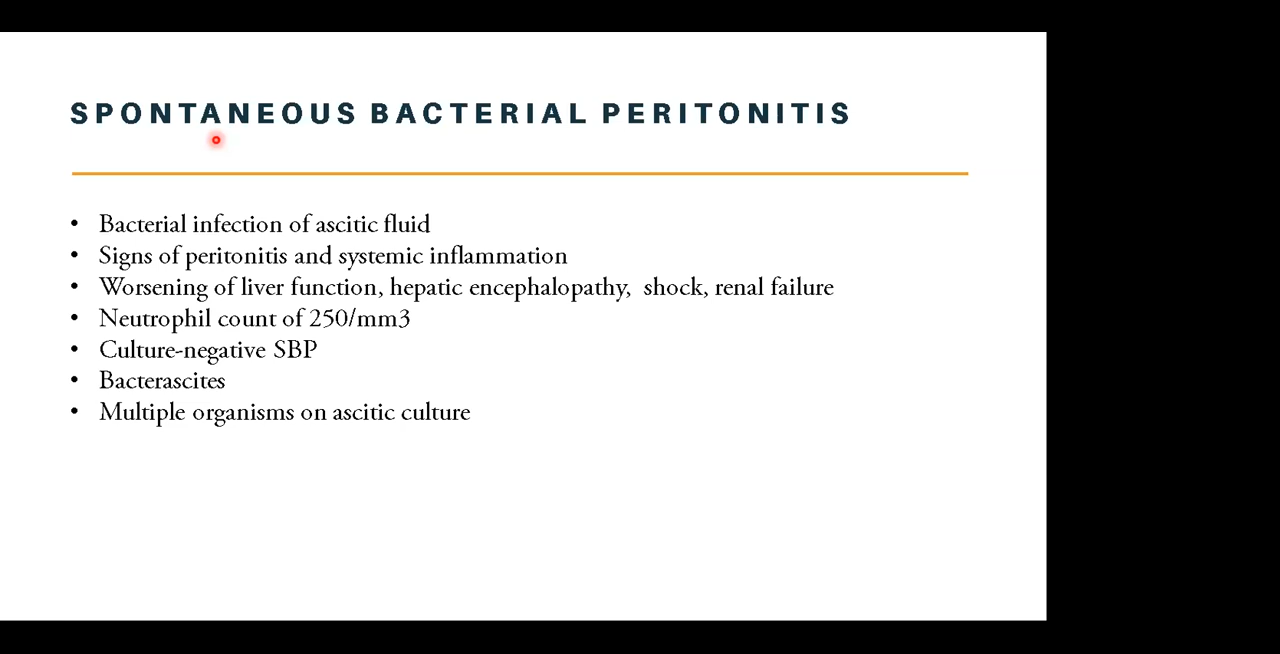 SPONTANEOUS BACTERIAL PERITONITIS
• Bacterial infection of ascitic fluid
• Signs of peritonitis and systemic inflammation
• Worsening of liver function, hepatic encephalopathy,  shock, renal failure
• Neutrophil count of 250/mm3
• Culture-negative SBP
• Bacterascites
• Multiple organisms on ascitic culture